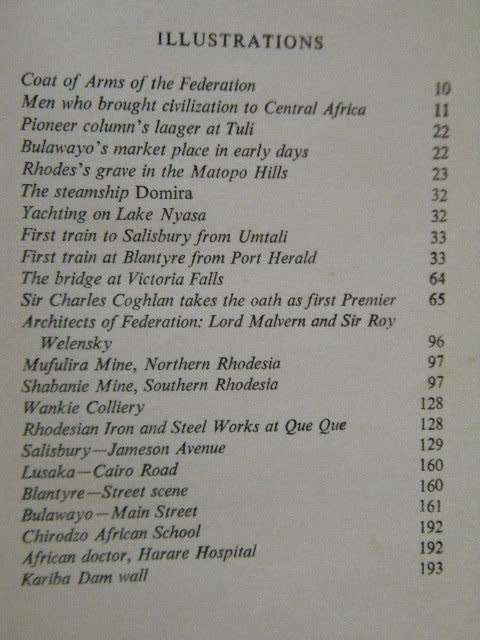 ILLUSTRATIONS
Coat of Arms of the Federation 10
Men who brought civilization to Central Africa 11
Pioneer column's laager at Tuli 22
Bulawayo's market place in early days 22
Rhodes's grave in the Matopo Hills 23
The steamship Domira 32
Yachting on Lake Nyasa 32
First train to Salisbury from Umtali 33
First train at Blantyre from Port Herald 33
The bridge at Victoria Falls 64
Sir Charles Coghlan takes the oath as first Premier 65
Architects of Federation: Lord Malvern and Sir Roy
Welensky 96
Mufulira Mine, Northern Rhodesia 97
Shabanie Mine, Southern Rhodesia 97
Wankie Colliery 128
Rhodesian Iron and Steel Works at Que Que 128
Salisbury—Jameson Avenue 129
Lusaka—Cairo Road 160
Blantyre—Street scene 160
Bulawayo—Main Street 161
Chirodzo African School 192
African doctor, Harare Hospital 192
Kariba Dam wall 193